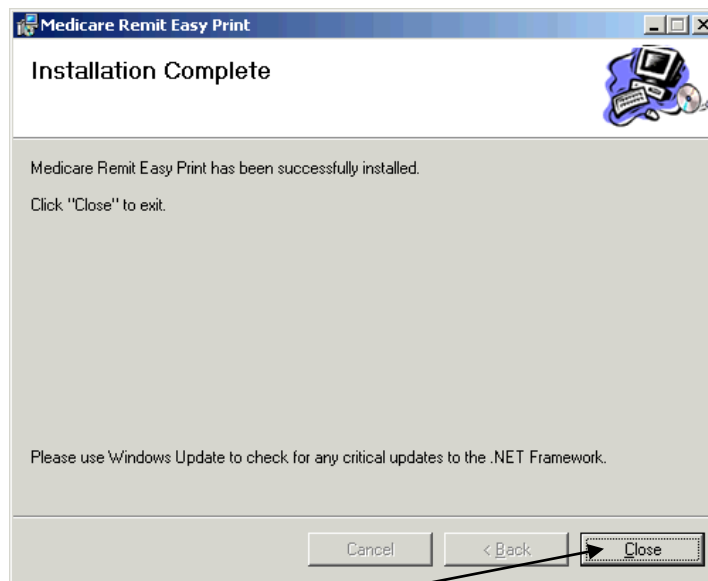 Medicare Remit Easy Print
Installation Complete
Medicare Remit Easy Print has been successfully installed.
Click "Close" to exit.
Please use Windows Update to check for any critical updates to the .NET Framework.
Cancel
< Back
Close